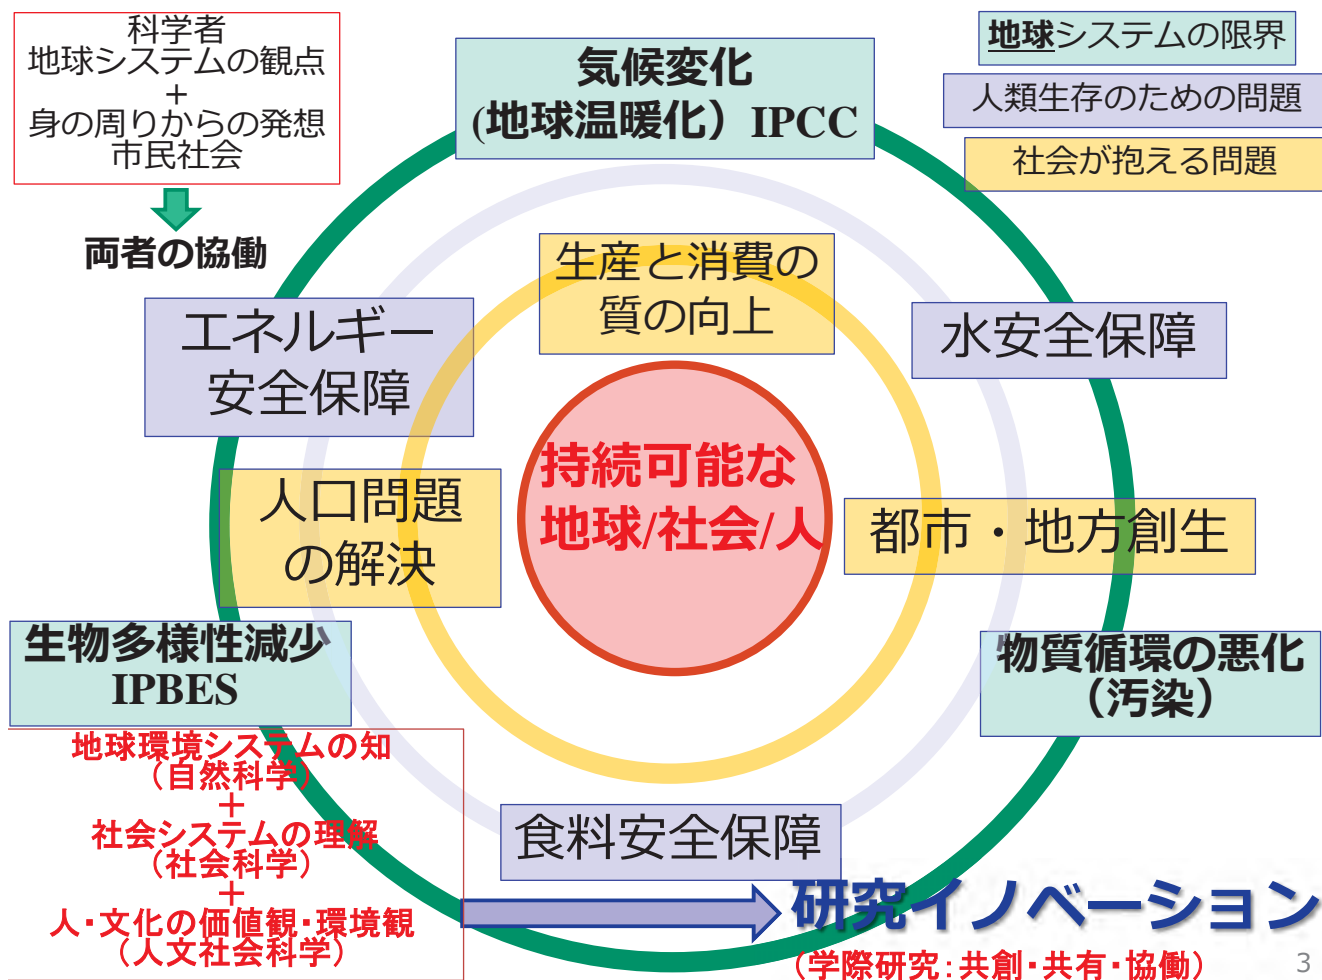 科学者
地球システムの観点
+
身の周りからの発想
市民社会
両者の協働
気候変化
(地球温暖化）IPCC
地球システムの限界
人類生存のための問題
社会が抱える問題
生産と消費の
質の向上
エネルギー
安全保障
水安全保障
持続可能な
地球/社会/人
人口問題
の解決
都市・地方創生
生物多様性減少
IPBES
物質循環の悪化
（汚染）
地球環境システムの知
（自然科学）
＋
社会システムの理解
（社会科学）
＋
人・文化の価値観・環境観
（人文社会科学）
食料安全保障
研究イノベーション
（学際研究：共創・共有・協働）
3